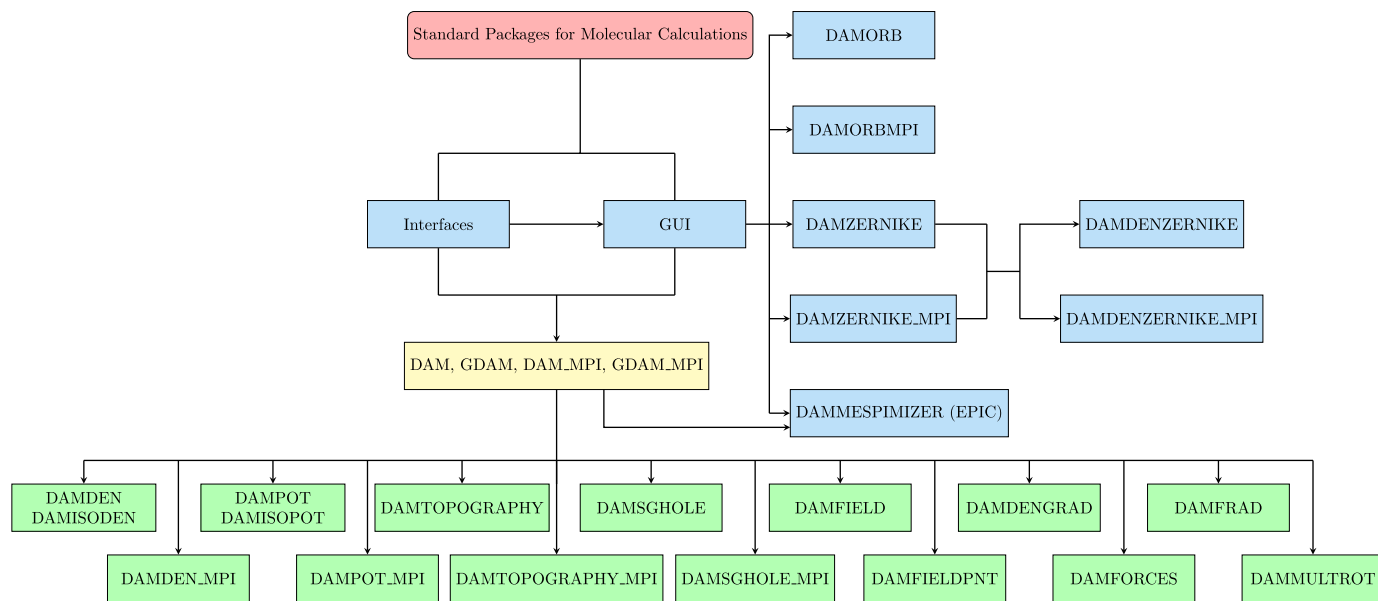 Standard Packages for Molecular Calculations
DAMORB
DAMORBMPI
Interfaces
GUI
DAMZERNIKE
DAMDENZERNIKE
DAMZERNIKE_MPI
DAMDENZERNIKE_MPI
DAM, GDAM, DAM_MPI, GDAM_MPI
DAMMESPIMIZER (EPIC)
DAMDEN
DAMISODEN
DAMPOT
DAMISOPOT
DAMTOPOGRAPHY
DAMSGHOLE
DAMFIELD
DAMDENGRAD
DAMFRAD
DAMDEN_MPI
DAMPOT_MPI
DAMTOPOGRAPHY_MPI
DAMSGHOLE_MPI
DAMFIELDPNT
DAMFORCES
DAMMULTROT